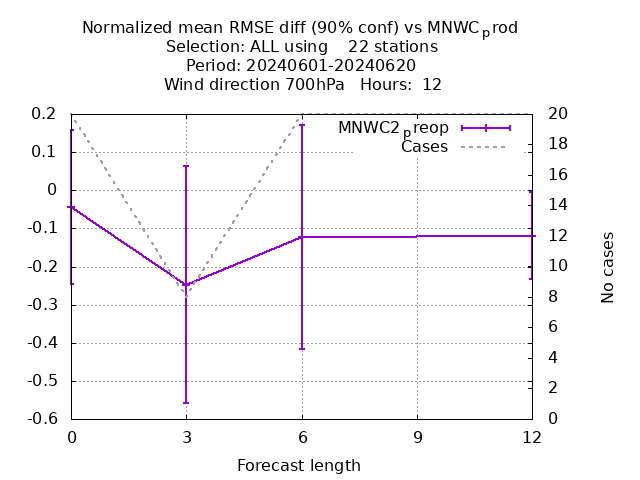 Normalized mean RMSE diff (90% conf) vs MNWC_prod
Selection: ALL using    22 stations
Period: 20240601-20240620
Wind direction 700hPa   Hours:  12
MNWC2_preop
Cases
0.2
0.1
0
-0.1
-0.2
-0.3
-0.4
-0.5
-0.6
20
18
16
14
12
10
8
6
4
2
0
No cases
0 3 6 9 12
Forecast length